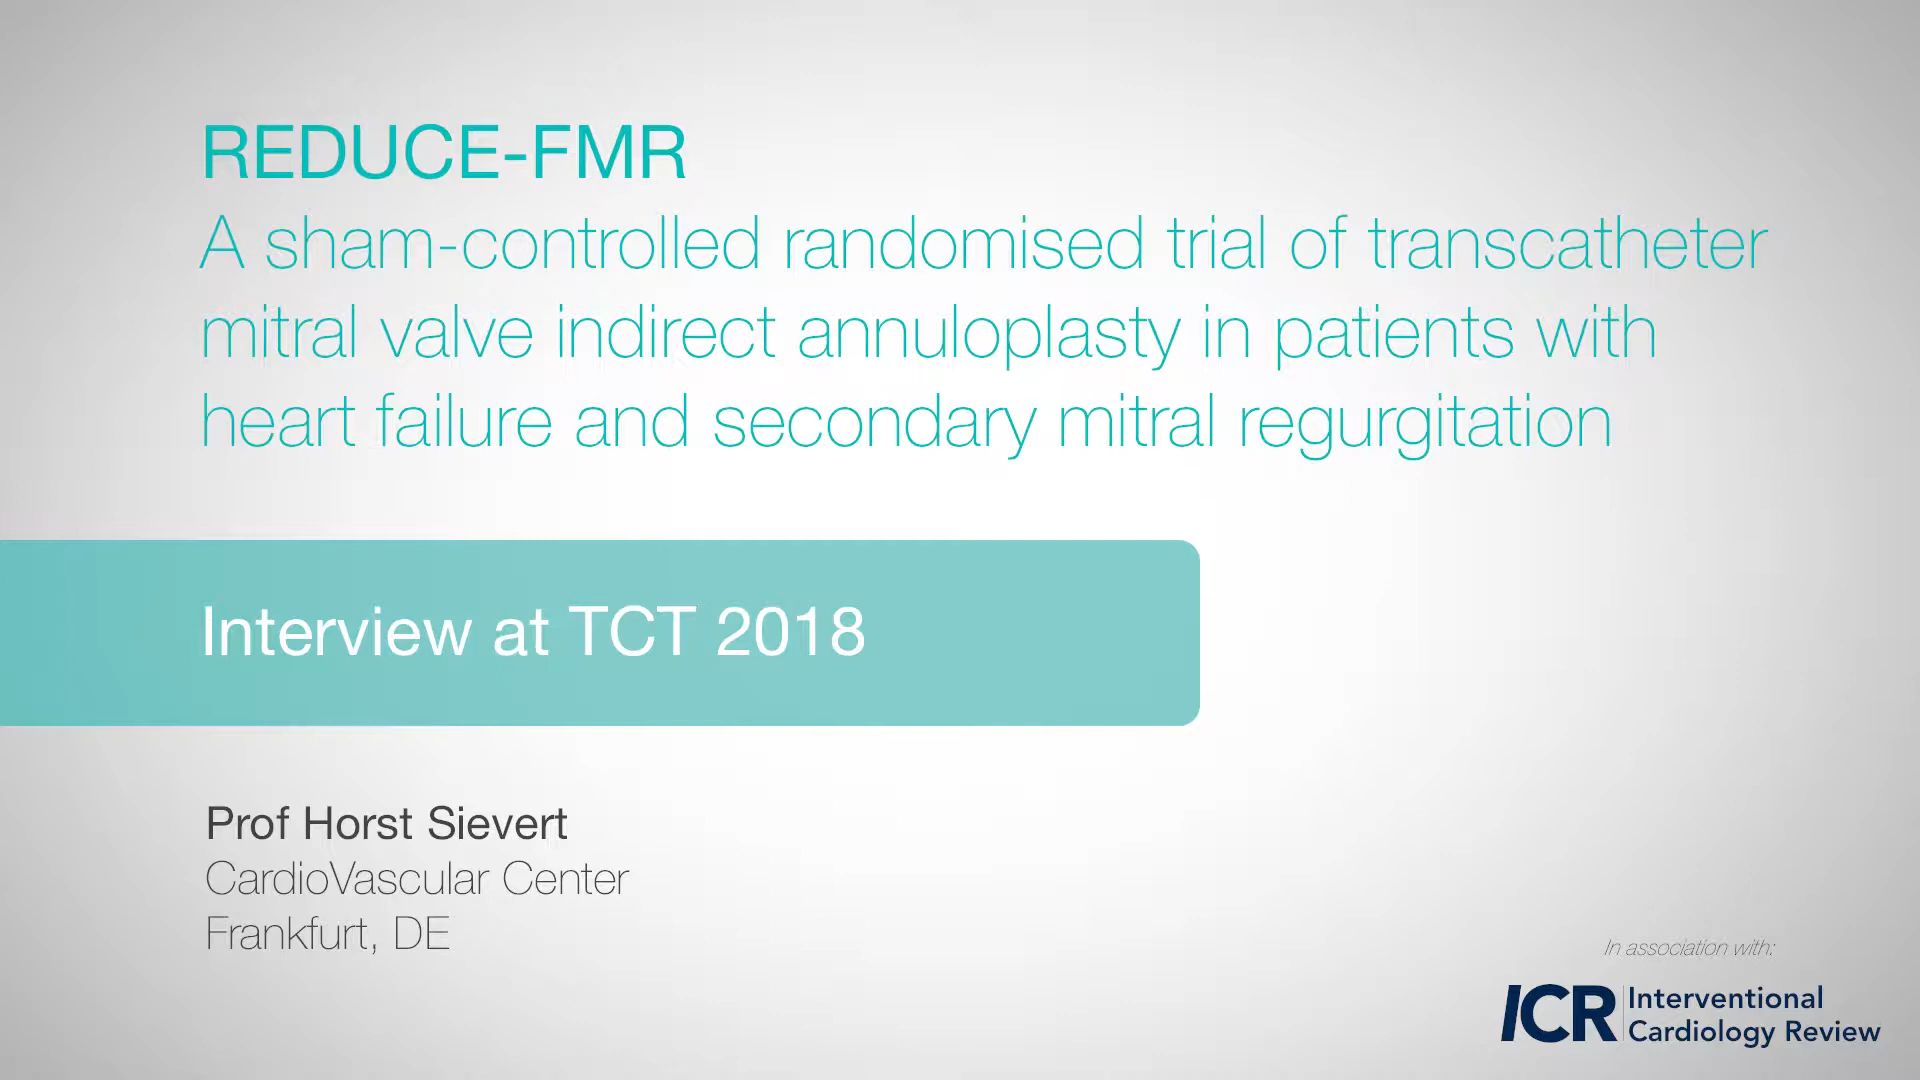 REDUCE-FMR
A sham-controlled randomised trial of transcatheter
mitral valve indirect annuloplasty in patients with
heart failure and secondary mitral regurgitation
Interview at TCT 2018
Prof Horst Sievert
CardioVascular Center
Frankfurt, DE
In association with:
ICR Interventional
Cardiology Review